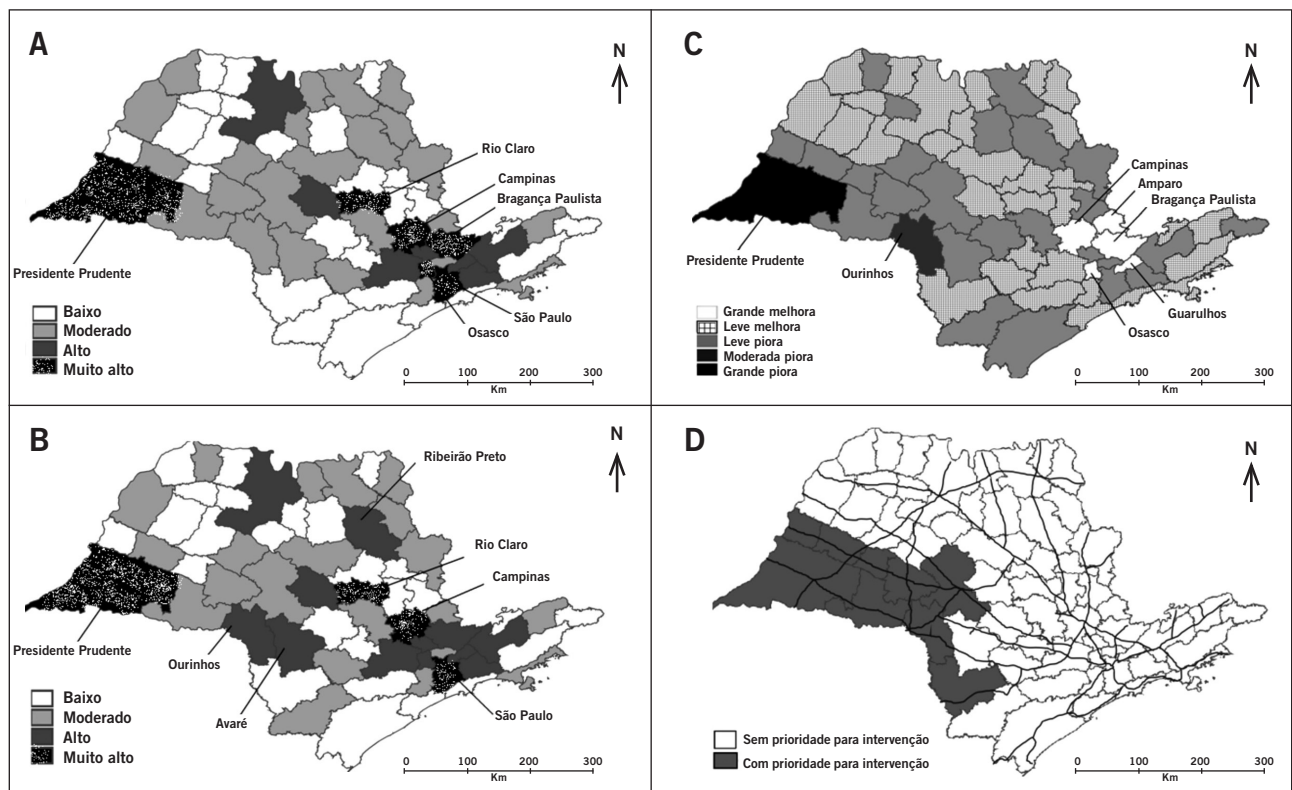 A
N
Rio Claro
Campinas
Bragança Paulista
Presidente Prudente
São Paulo
Osasco
Baixo
Moderado
Alto
Muito alto
0 100 200 300
Km
C
N
Campinas
Amparo
Bragança Paulista
Presidente Prudente
Ourinhos
Guarulhos
Osasco
Grande melhora
Leve melhora
Leve piora
Moderada piora
Grande piora
0 100 200 300
Km
B
N
Ribeirão Preto
Rio Claro
Campinas
Presidente Prudente
Ourinhos
Avaré
São Paulo
Baixo
Moderado
Alto
Muito alto
0 100 200 300
Km
D
N
Sem prioridade para intervenção
Com prioridade para intervenção
0 100 200 300
Km